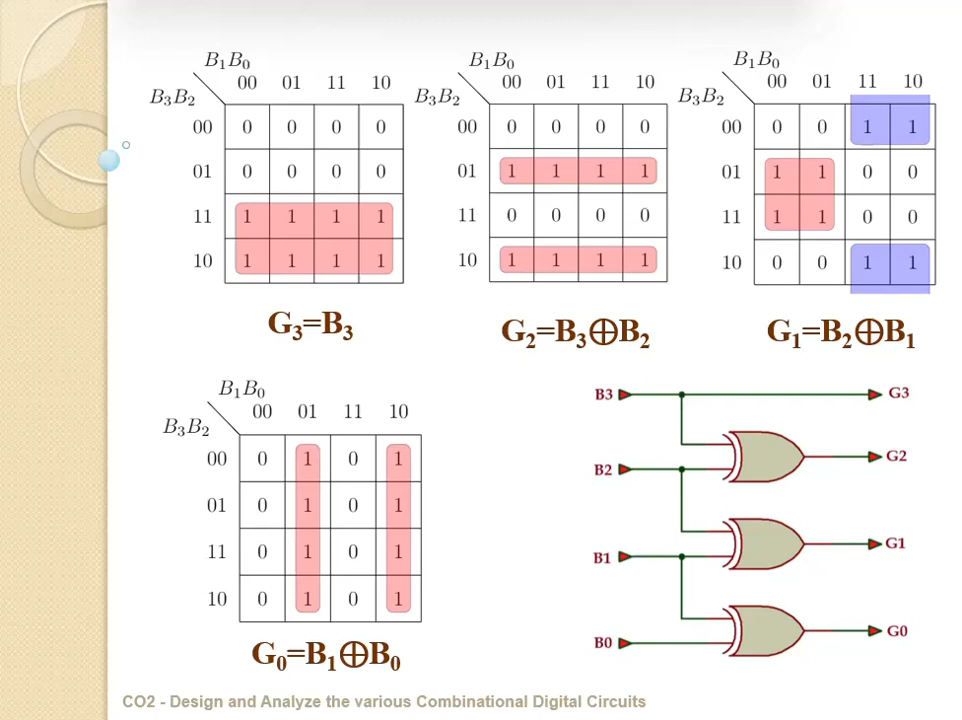 B₁B₀
00 01 11 10
B₃B₂
00 0 0 0 0
01 0 0 0 0
11 1 1 1 1
10 1 1 1 1
G₃=B₃
B₁B₀
00 01 11 10
B₃B₂
00 0 0 0 0
01 1 1 1 1
11 0 0 0 0
10 1 1 1 1
G₂=B₃⊕B₂
B₁B₀
00 01 11 10
B₃B₂
00 0 0 1 1
01 1 1 0 0
11 1 1 0 0
10 0 0 1 1
G₁=B₂⊕B₁
B₁B₀
00 01 11 10
B₃B₂
00 0 1 0 1
01 0 1 0 1
11 0 1 0 1
10 0 1 0 1
G₀=B₁⊕B₀
B3 G3
G2
B2
G1
B1
G0
B0
CO2 - Design and Analyze the various Combinational Digital Circuits